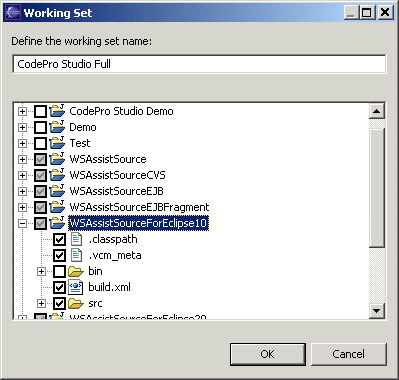 Working Set
Define the working set name:
CodePro Studio Full
CodePro Studio Demo
Demo
Test
WSAssistSource
WSAssistSourceCVS
WSAssistSourceEJB
WSAssistSourceEJBFragment
WSAssistSourceForEclipse10
.classpath
.vcm_meta
bin
build.xml
src
WSAssistSourceForEclipse20
OK
Cancel